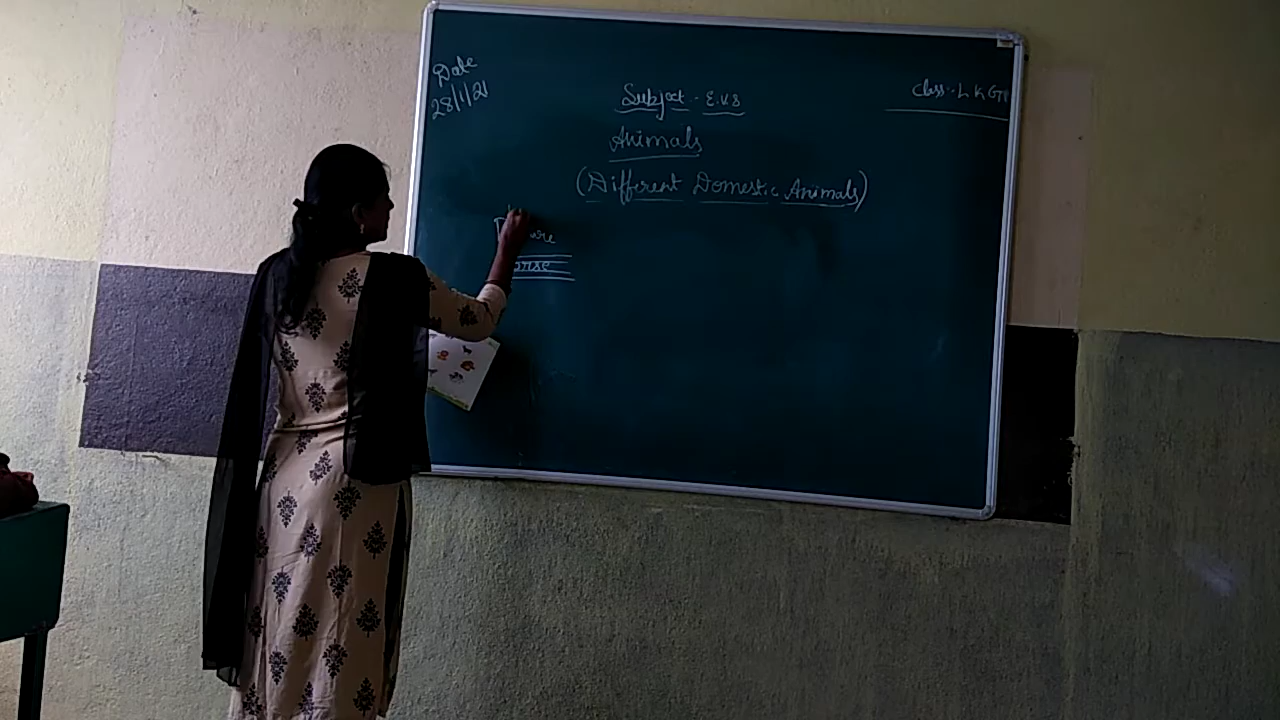 Date
28/1/21
Subject - E.V.S
Class:- L K G
Animals
(Different Domestic Animals)